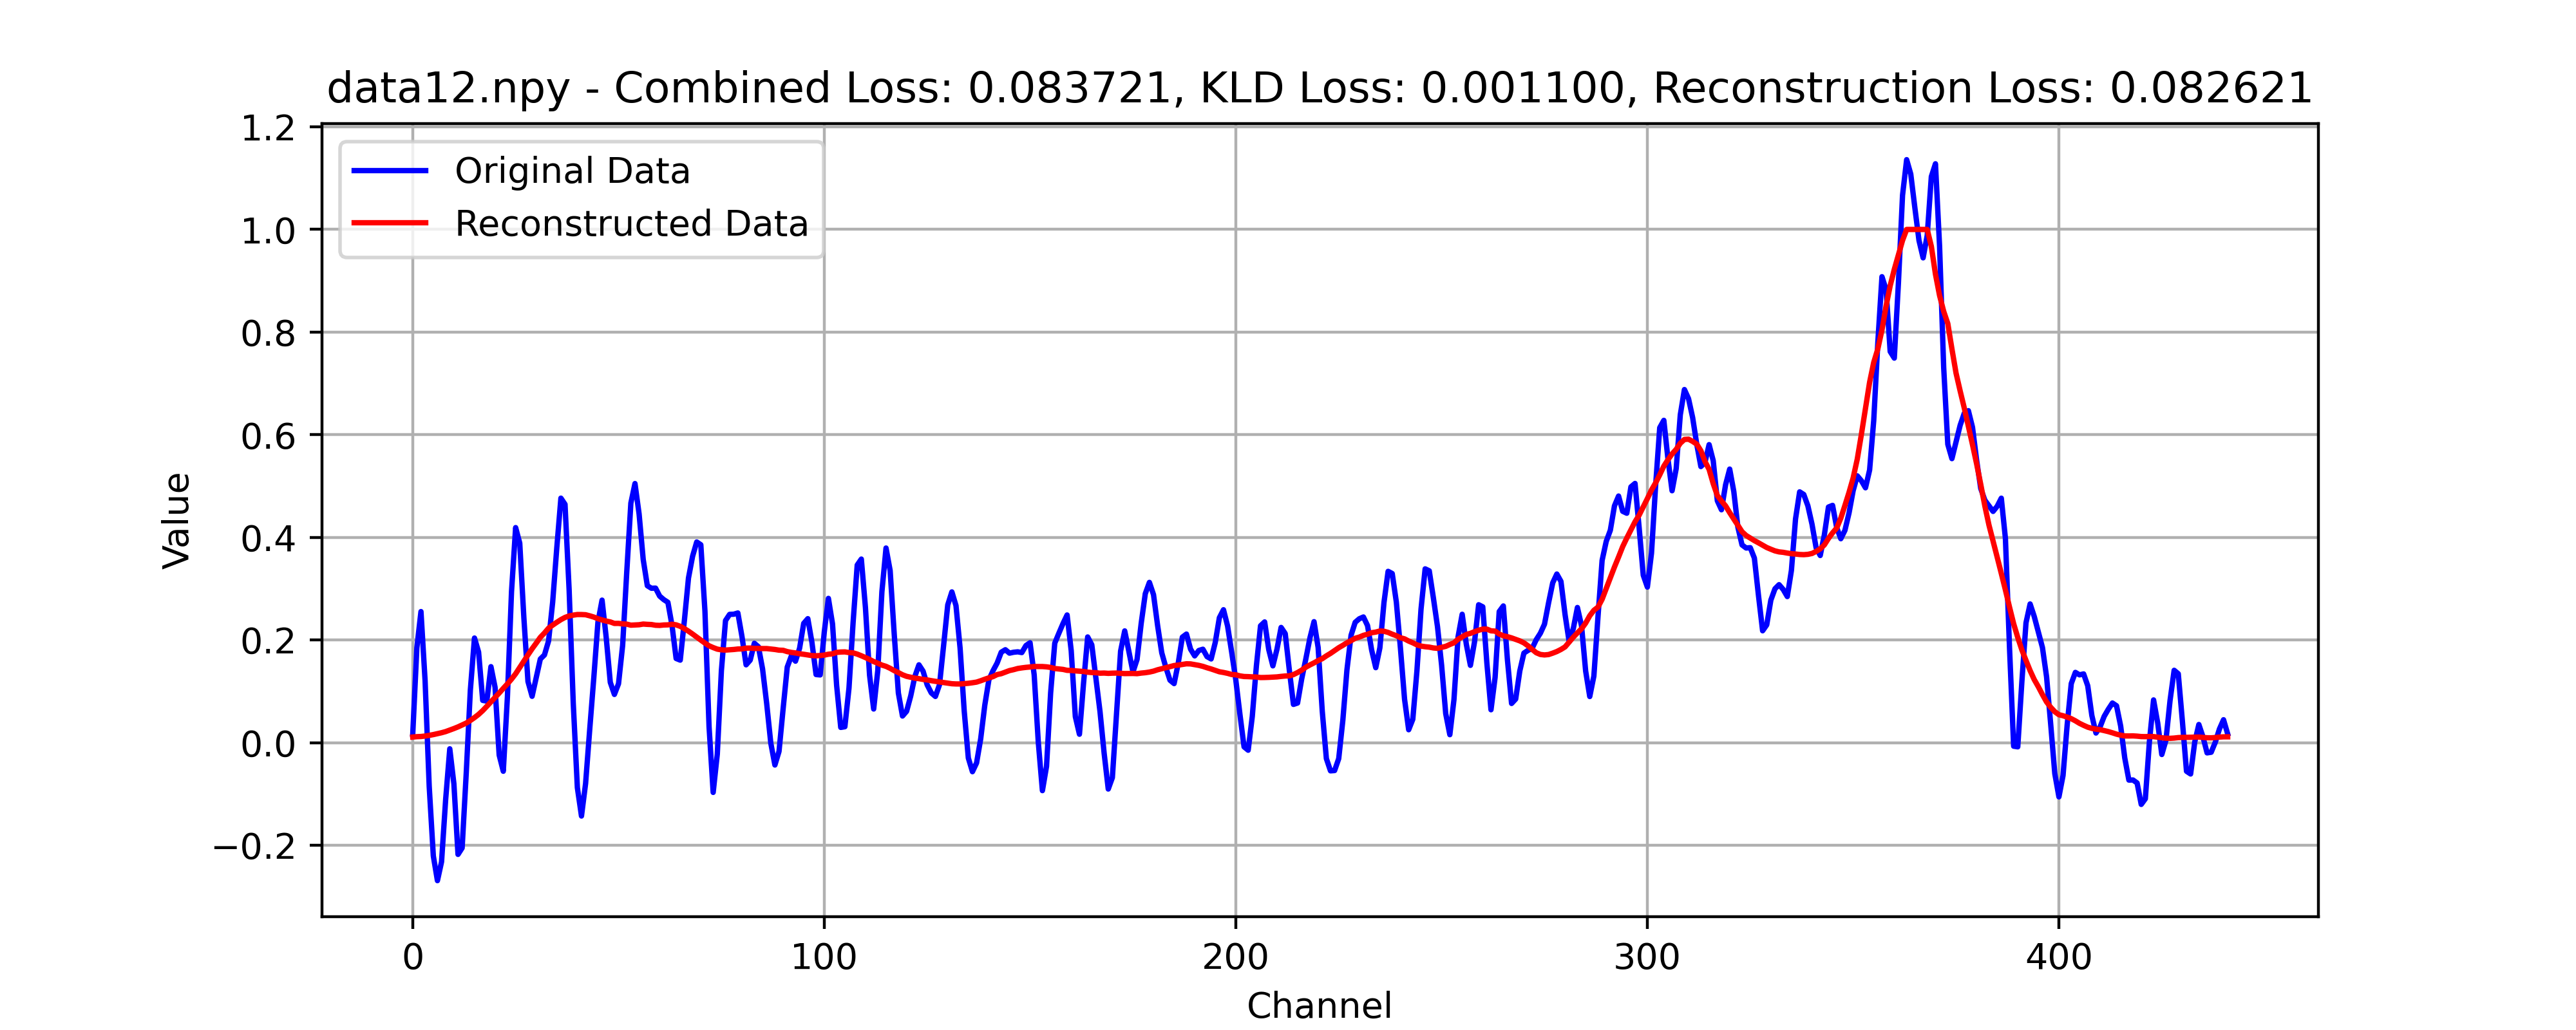 data12.npy - Combined Loss: 0.083721, KLD Loss: 0.001100, Reconstruction Loss: 0.082621
Original Data
Reconstructed Data
1.2
1.0
0.8
0.6
0.4
0.2
0.0
−0.2
Value
0 100 200 300 400
Channel